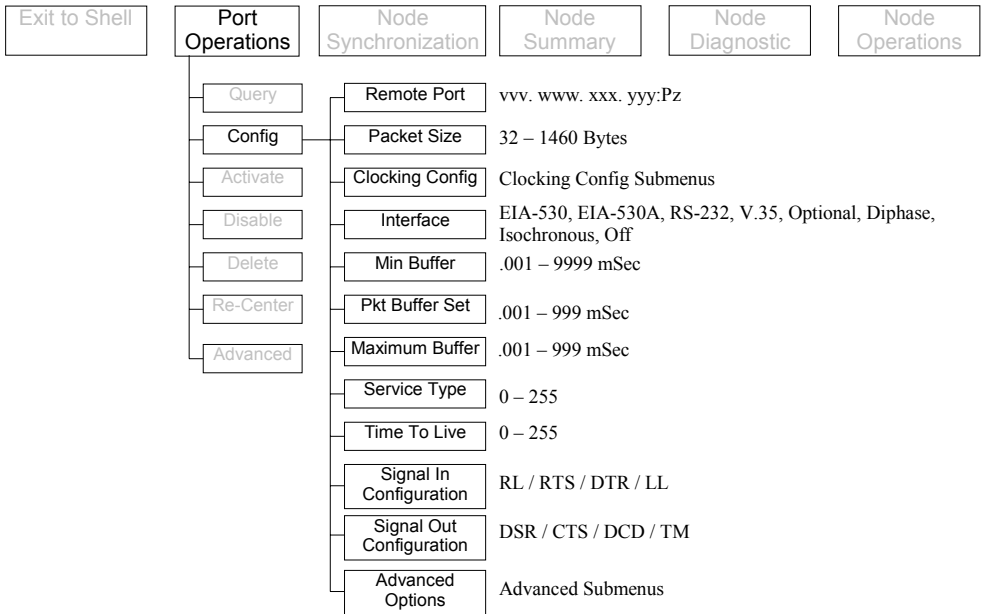 Exit to Shell
Port
Operations
Node
Synchronization
Node
Summary
Node
Diagnostic
Node
Operations
Query
Config
Activate
Disable
Delete
Re-Center
Advanced
Remote Port
vvv. www. xxx. yyy:Pz
Packet Size
32 – 1460 Bytes
Clocking Config
Clocking Config Submenus
Interface
EIA-530, EIA-530A, RS-232, V.35, Optional, Diphase,
Isochronous, Off
Min Buffer
.001 – 9999 mSec
Pkt Buffer Set
.001 – 999 mSec
Maximum Buffer
.001 – 999 mSec
Service Type
0 – 255
Time To Live
0 – 255
Signal In
Configuration
RL / RTS / DTR / LL
Signal Out
Configuration
DSR / CTS / DCD / TM
Advanced
Options
Advanced Submenus